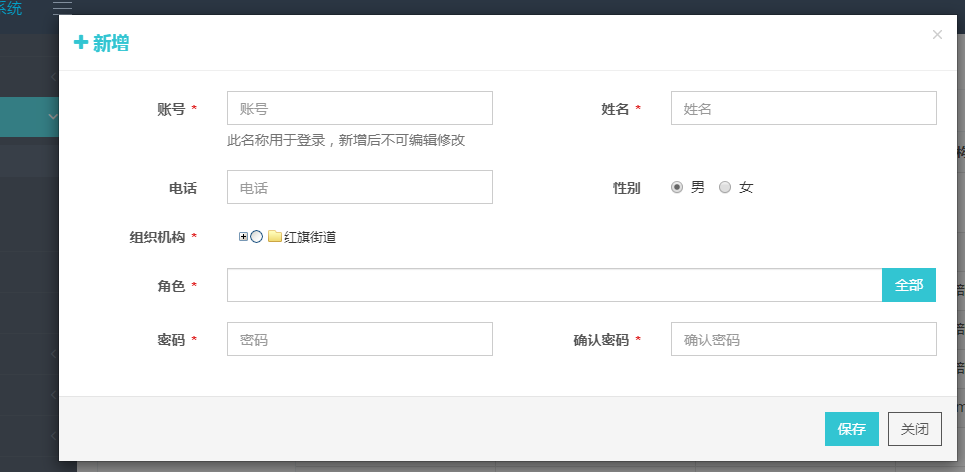 系统
新增
×
账号 * 账号 姓名 * 姓名
此名称用于登录，新增后不可编辑修改
电话 电话 性别 男 女
组织机构 * 红旗街道
角色 * 全部
密码 * 密码 确认密码 * 确认密码
保存 关闭